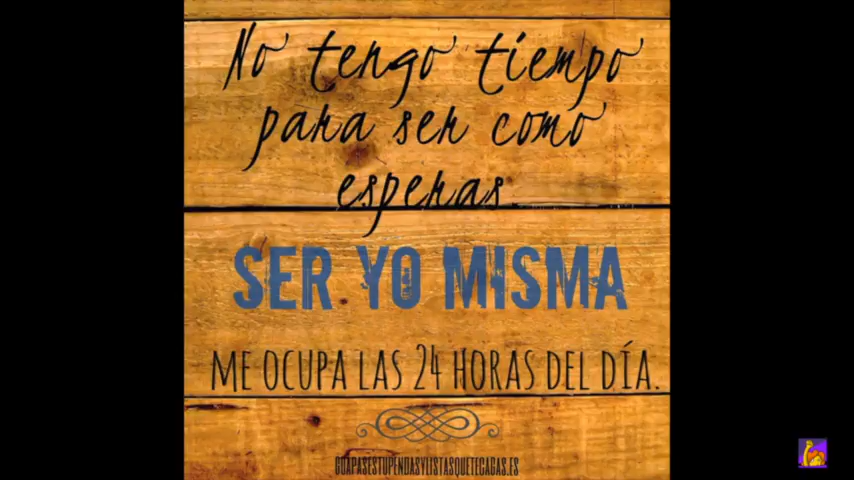 No tengo tiempo
para ser como
esperas
SER YO MISMA
ME OCUPA LAS 24 HORAS DEL DÍA.
GUAPASESTUPENDASYLISTASQUETECAGAS.ES